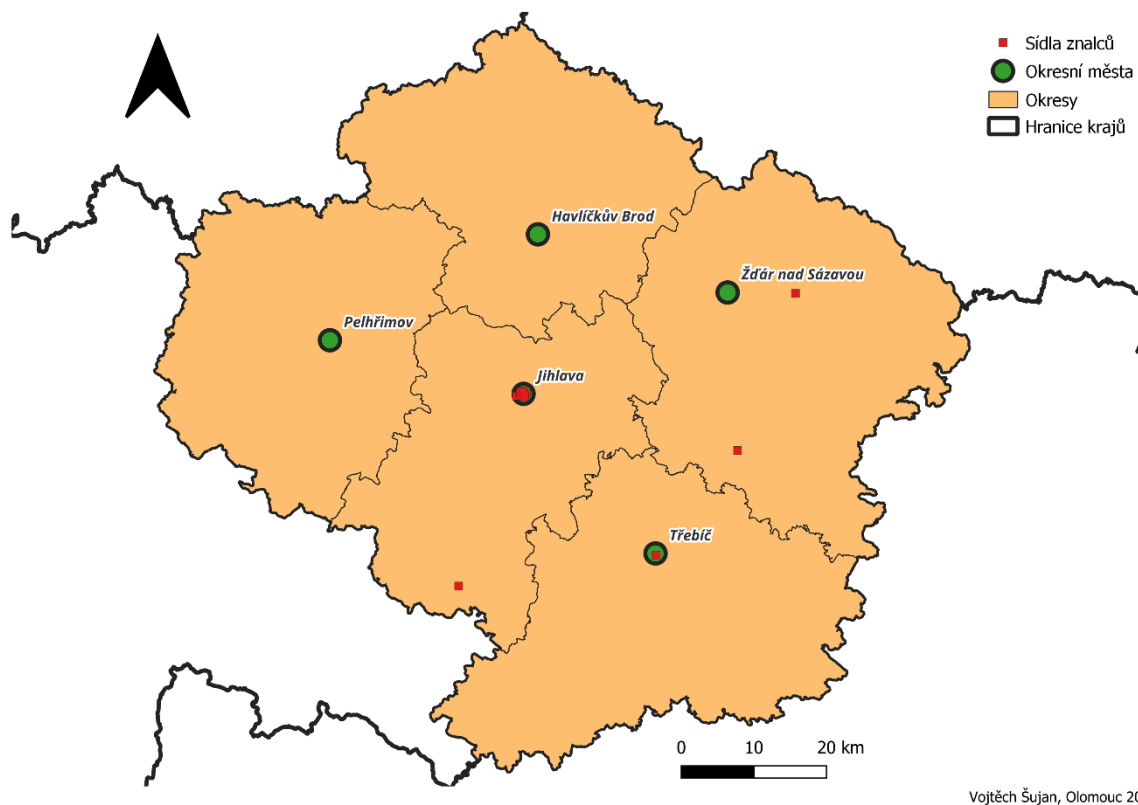 Sídla znalců
Okresní města
Okresy
Hranice krajů
Havlíčkův Brod
Žďár nad Sázavou
Pelhřimov
Jihlava
Třebíč
0 10 20 km
Vojtěch Šujan, Olomouc 20